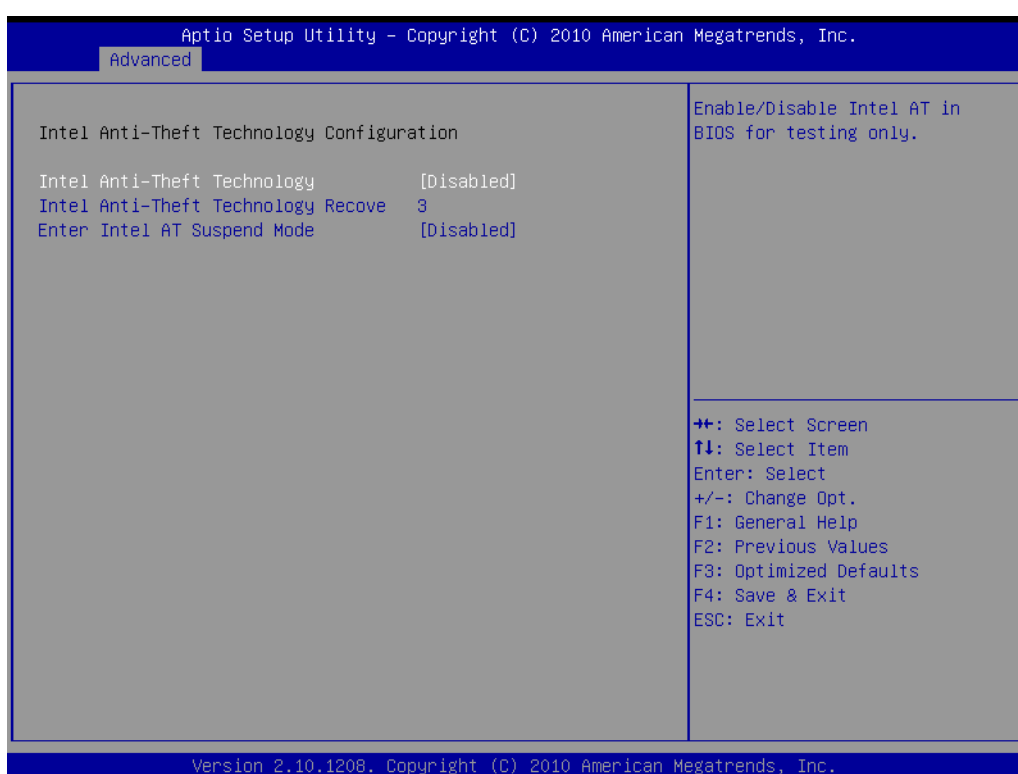 Aptio Setup Utility – Copyright (C) 2010 American Megatrends, Inc.
Advanced
Intel Anti-Theft Technology Configuration
Intel Anti-Theft Technology [Disabled]
Intel Anti-Theft Technology Recove 3
Enter Intel AT Suspend Mode [Disabled]
Enable/Disable Intel AT in
BIOS for testing only.
→←: Select Screen
↑↓: Select Item
Enter: Select
+/-: Change Opt.
F1: General Help
F2: Previous Values
F3: Optimized Defaults
F4: Save & Exit
ESC: Exit
Version 2.10.1208. Copyright (C) 2010 American Megatrends, Inc.